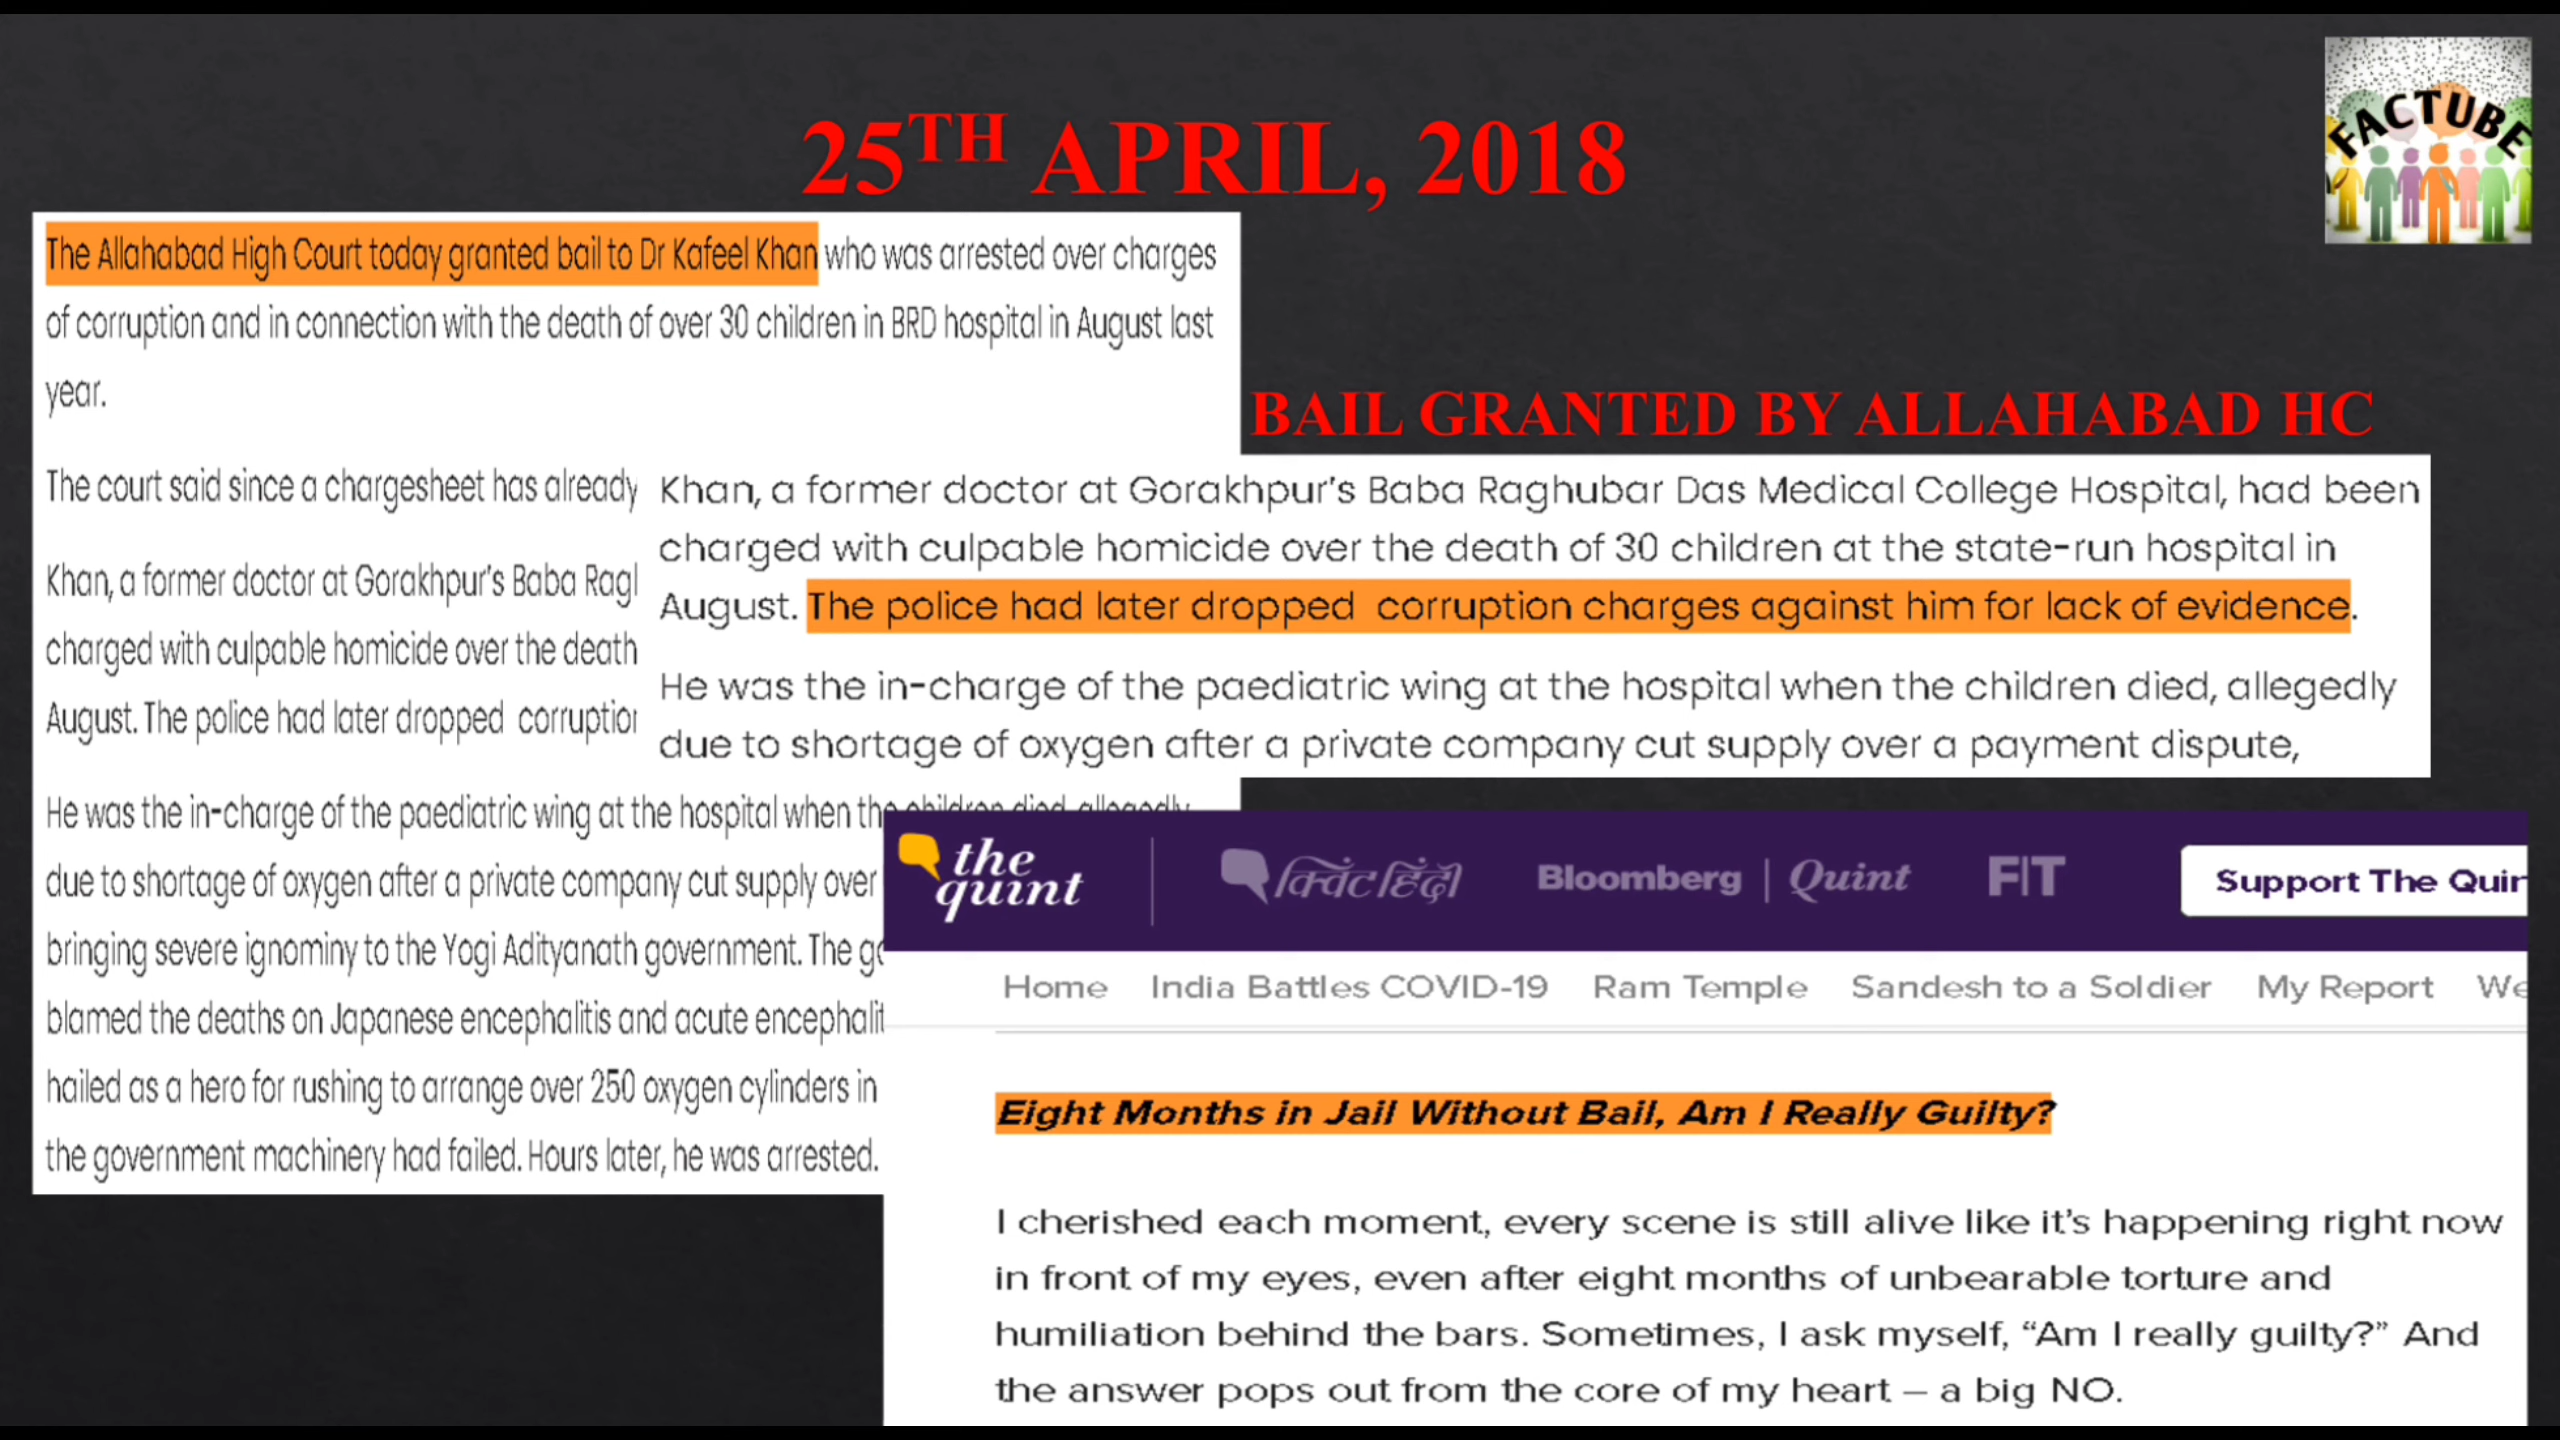 25TH APRIL, 2018
FACTUBE
The Allahabad High Court today granted bail to Dr Kafeel Khan who was arrested over charges
of corruption and in connection with the death of over 30 children in BRD hospital in August last
year.
BAIL GRANTED BY ALLAHABAD HC
The court said since a chargesheet has already
Khan, a former doctor at Gorakhpur's Baba Ragl
charged with culpable homicide over the death
August. The police had later dropped corruption
Khan, a former doctor at Gorakhpur's Baba Raghubar Das Medical College Hospital, had been
charged with culpable homicide over the death of 30 children at the state-run hospital in
August. The police had later dropped corruption charges against him for lack of evidence.
He was the in-charge of the paediatric wing at the hospital when the children died, allegedly
due to shortage of oxygen after a private company cut supply over a payment dispute,
He was the in-charge of the paediatric wing at the hospital when the children died, allegedly
due to shortage of oxygen after a private company cut supply over
bringing severe ignominy to the Yogi Adityanath government. The go
blamed the deaths on Japanese encephalitis and acute encephalit
hailed as a hero for rushing to arrange over 250 oxygen cylinders in
the government machinery had failed. Hours later, he was arrested.
the quint
क्विंट हिंदी
Bloomberg | Quint
FIT
Support The Quin
Home India Battles COVID-19 Ram Temple Sandesh to a Soldier My Report We
Eight Months in Jail Without Bail, Am I Really Guilty?
I cherished each moment, every scene is still alive like it's happening right now
in front of my eyes, even after eight months of unbearable torture and
humiliation behind the bars. Sometimes, I ask myself, “Am I really guilty?” And
the answer pops out from the core of my heart – a big NO.